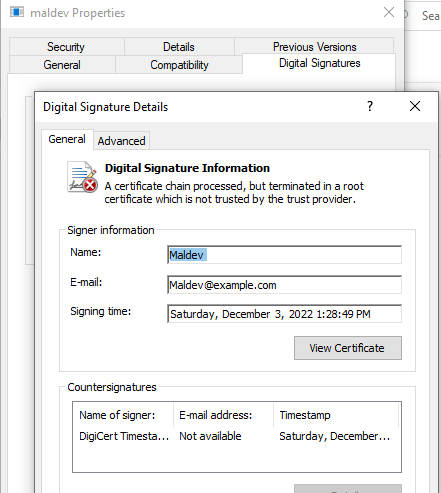 maldev Properties
Sea
Security Details Previous Versions
General Compatibility Digital Signatures
Digital Signature Details ?
General Advanced
Digital Signature Information
A certificate chain processed, but terminated in a root
certificate which is not trusted by the trust provider.
Signer information
Name: Maldev
E-mail: Maldev@example.com
Signing time: Saturday, December 3, 2022 1:28:49 PM
View Certificate
Countersignatures
Name of signer: E-mail address: Timestamp
DigiCert Timesta... Not available Saturday, December...